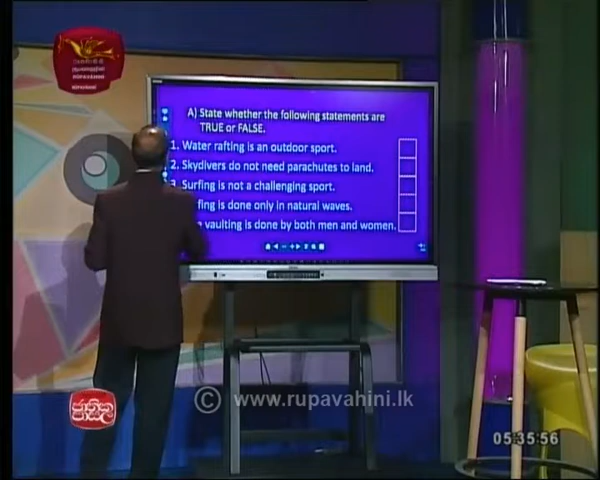 RUPAVAHINI
A) State whether the following statements are
TRUE or FALSE.
1. Water rafting is an outdoor sport.
2. Skydivers do not need parachutes to land.
3. Surfing is not a challenging sport.
fing is done only in natural waves.
vaulting is done by both men and women.
© www.rupavahini.lk
05:35:56